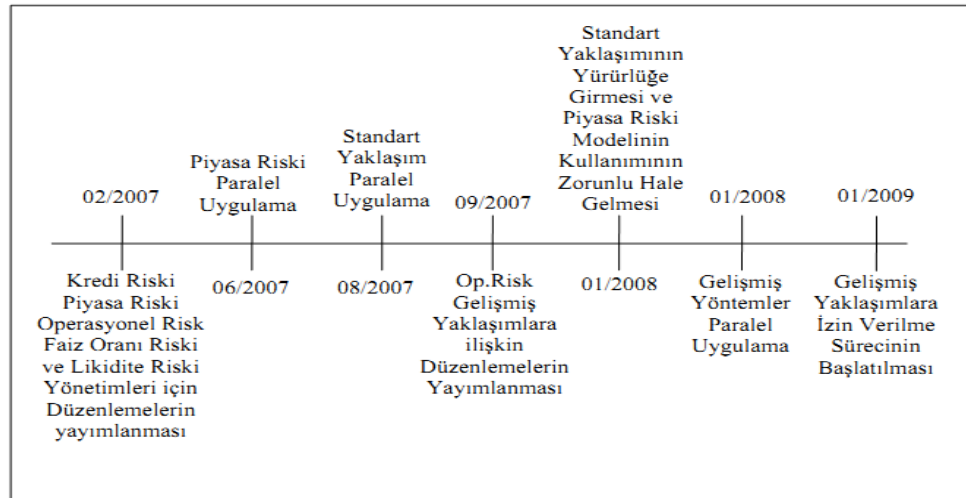 02/2007
Kredi Riski
Piyasa Riski
Operasyonel Risk
Faiz Oranı Riski
ve Likidite Riski
Yönetimleri için
Düzenlemelerin
yayımlanması
Piyasa Riski
Paralel
Uygulama
06/2007
Standart
Yaklaşım
Paralel
Uygulama
08/2007
09/2007
Op.Risk
Gelişmiş
Yaklaşımlara
ilişkin
Düzenlemelerin
Yayımlanması
Standart
Yaklaşımının
Yürürlüğe
Girmesi ve
Piyasa Riski
Modelinin
Kullanımının
Zorunlu Hale
Gelmesi
01/2008
01/2008
Gelişmiş
Yöntemler
Paralel
Uygulama
01/2009
Gelişmiş
Yaklaşımlara
İzin Verilme
Sürecinin
Başlatılması